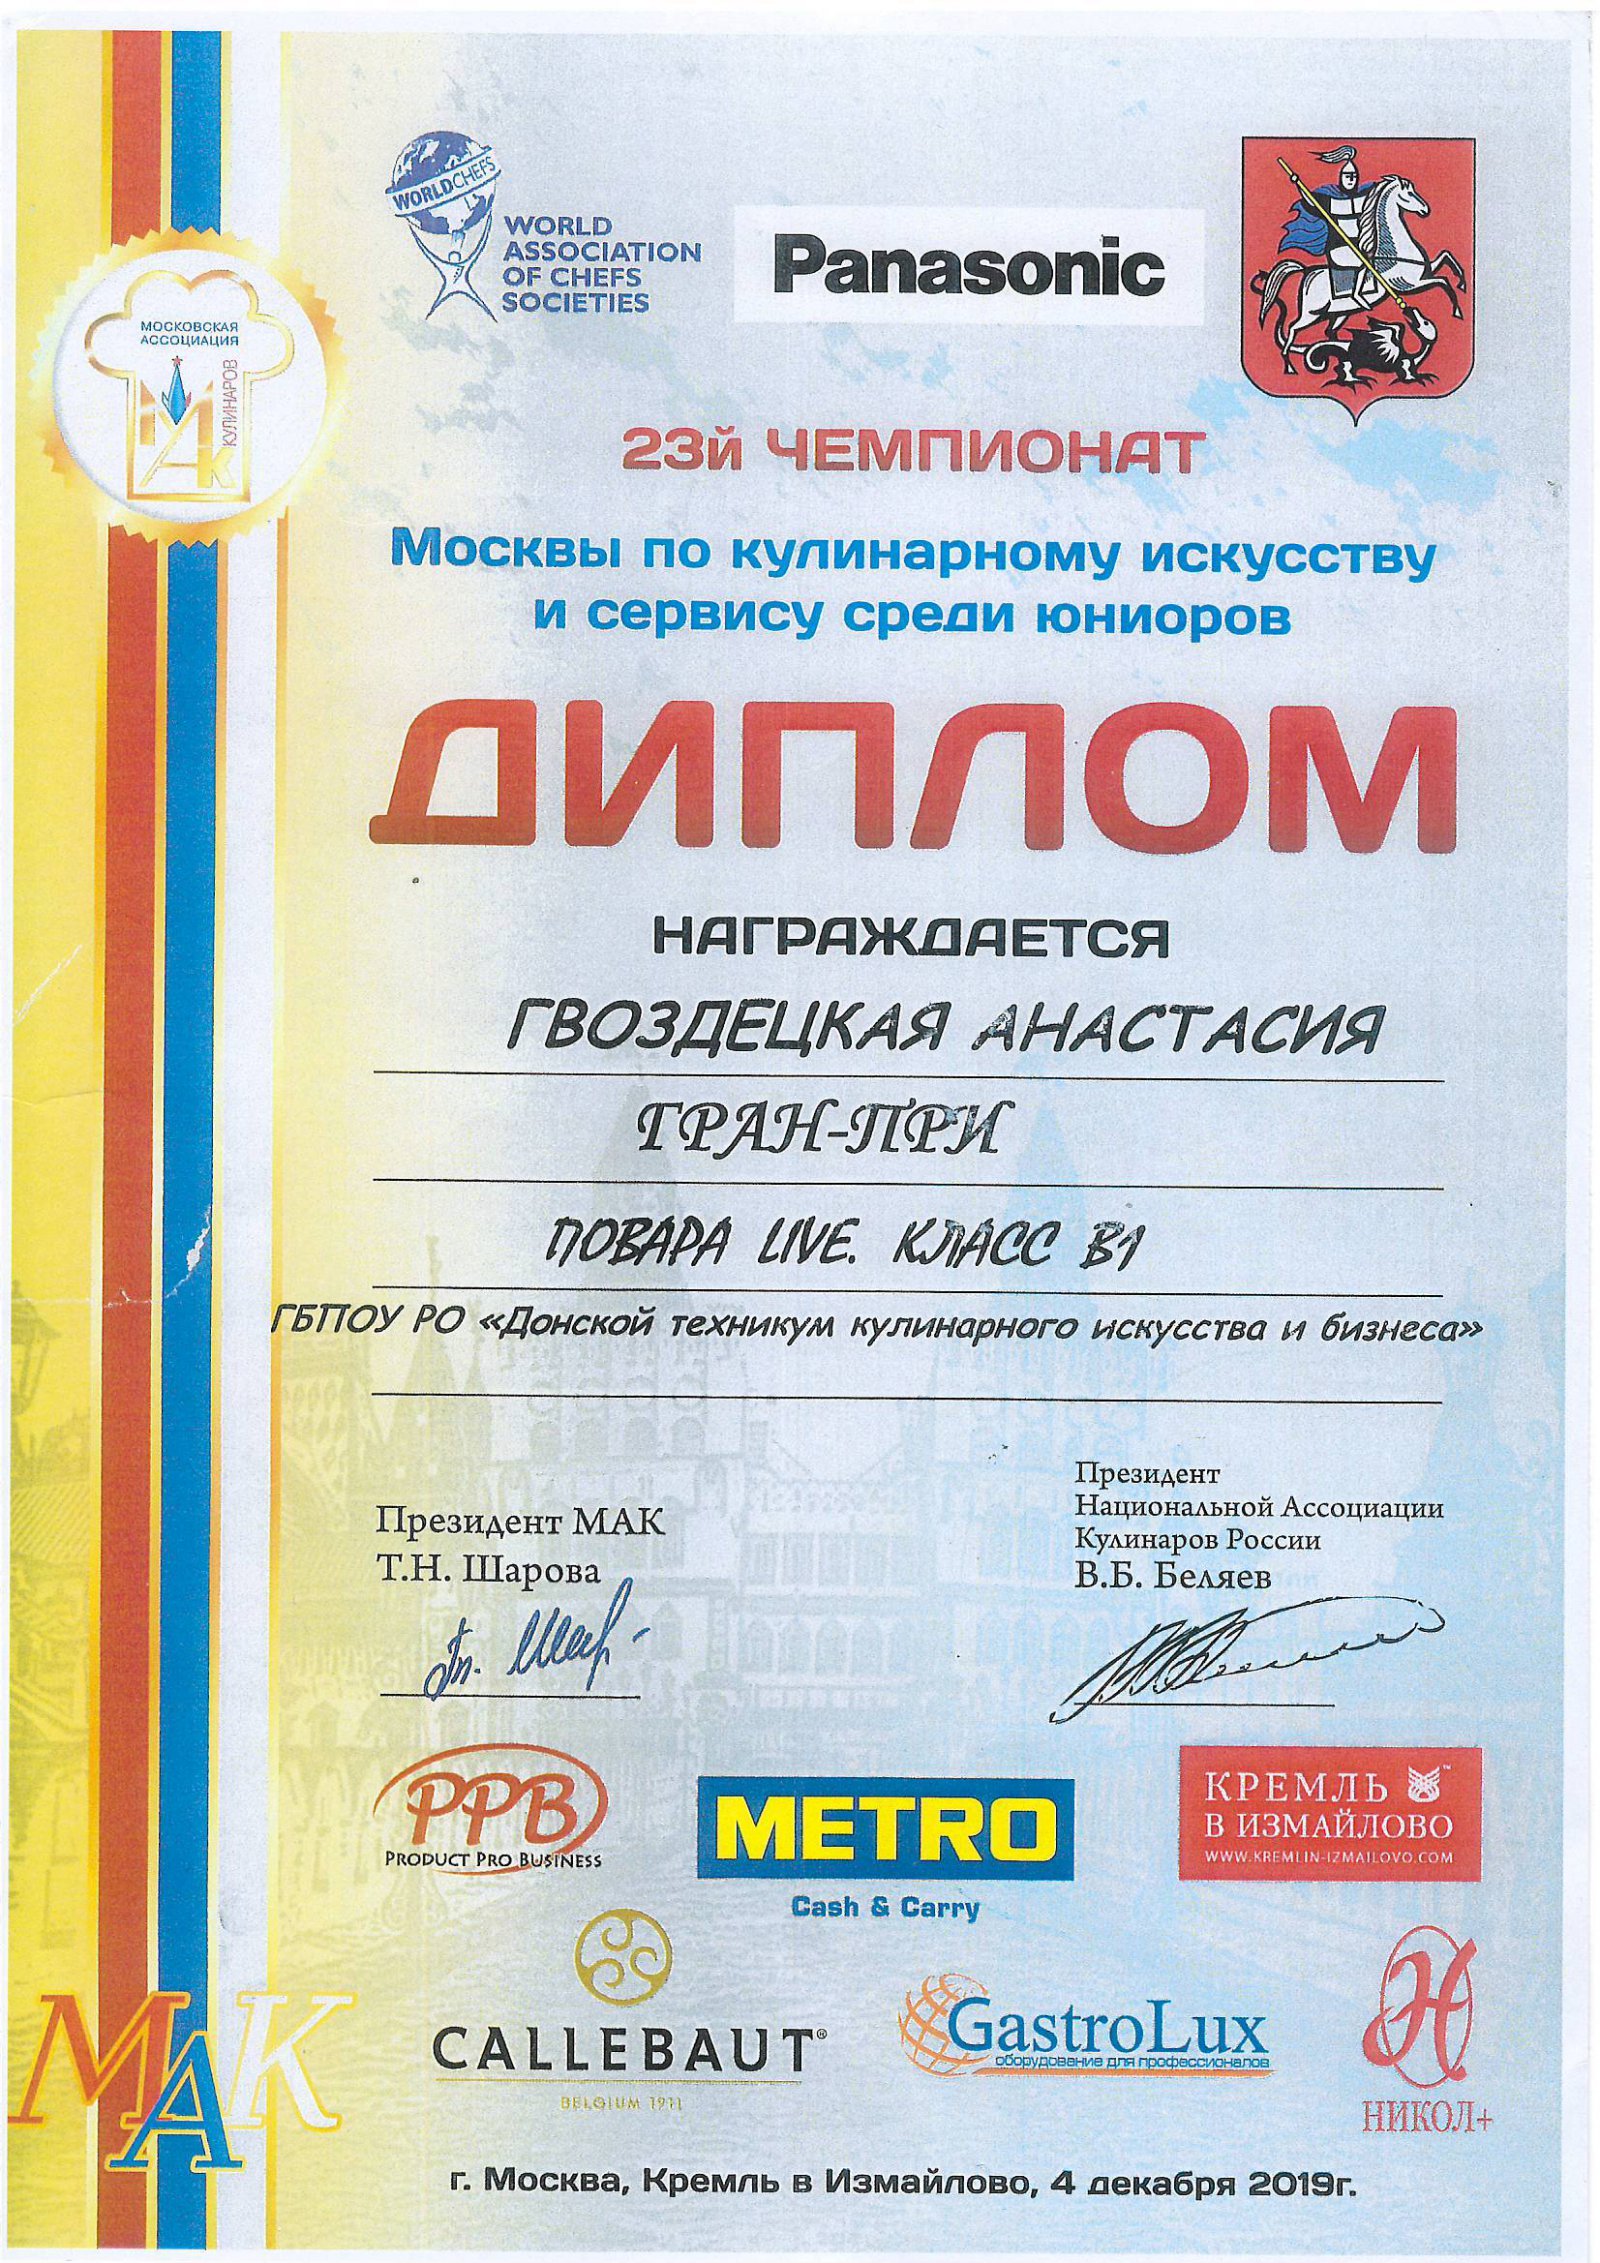 WORLDCHEFS
WORLD
ASSOCIATION
OF CHEFS
SOCIETIES
Panasonic
МОСКОВСКАЯ
АССОЦИАЦИЯ
КУЛИНАРОВ
МАК
23й ЧЕМПИОНАТ
Москвы по кулинарному искусству
и сервису среди юниоров
ДИПЛОМ
НАГРАЖДАЕТСЯ
ГВОЗДЕЦКАЯ АНАСТАСИЯ
ГРАН-ПРИ
ПОВАРА LIVE. КЛАСС В1
ГБПОУ РО «Донской техникум кулинарного искусства и бизнеса»
Президент МАК
Т.Н. Шарова
Президент
Национальной Ассоциации
Кулинаров России
В.Б. Беляев
PPB
PRODUCT PRO BUSINESS
METRO
Cash & Carry
КРЕМЛЬ
В ИЗМАЙЛОВО
WWW.KREMLIN-IZMAILOVO.COM
CALLEBAUT®
BELGIUM 1911
GastroLux
оборудование для профессионалов
Н
НИКОЛ+
МАК
г. Москва, Кремль в Измайлово, 4 декабря 2019г.